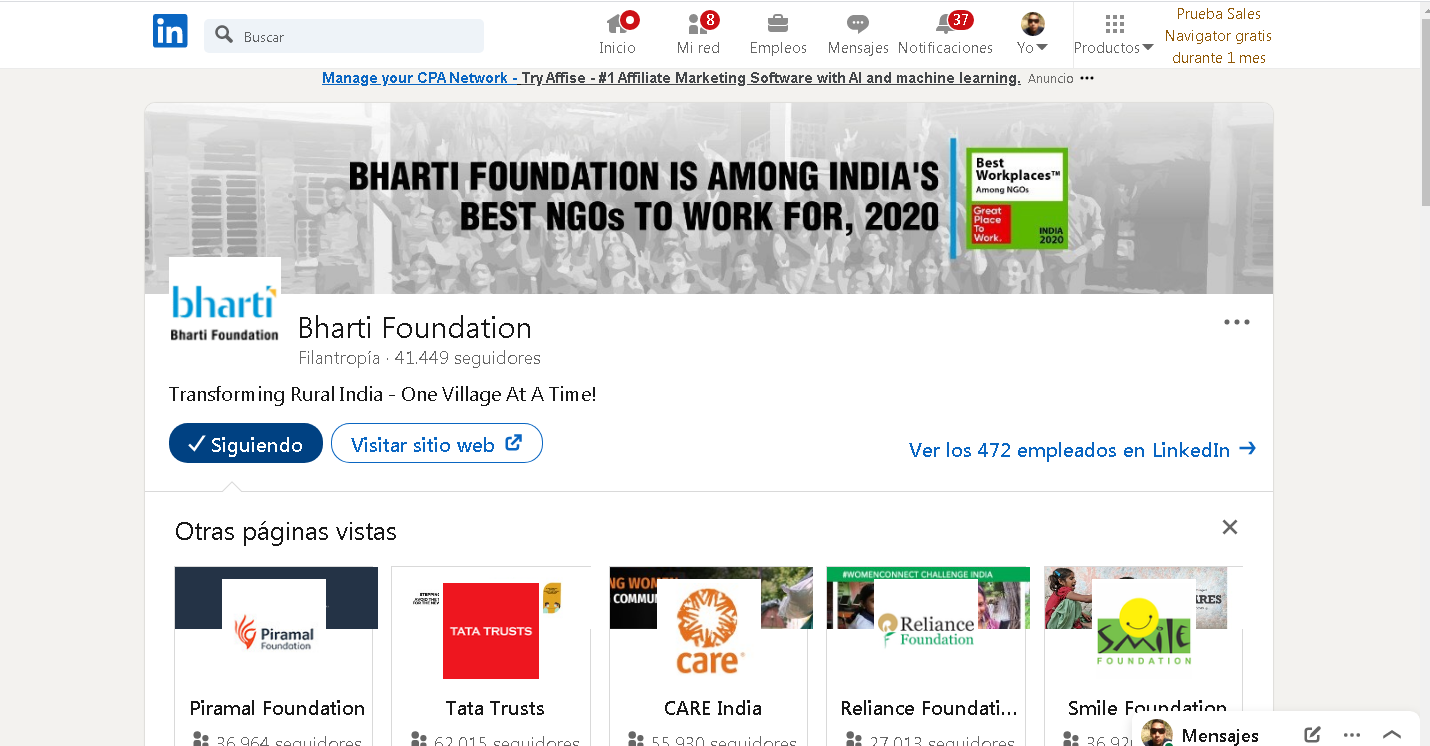 in
Buscar
Inicio
8
Mi red
Empleos
Mensajes
37
Notificaciones
Yo
Productos
Prueba Sales
Navigator gratis
durante 1 mes
Manage your CPA Network - Try Affise - #1 Affiliate Marketing Software with AI and machine learning. Anuncio
BHARTI FOUNDATION IS AMONG INDIA'S
BEST NGOs TO WORK FOR, 2020
Best
Workplaces™
Among NGOs
Great
Place
To
Work.
INDIA
2020
bharti
Bharti Foundation
Bharti Foundation
Filantropía · 41.449 seguidores
Transforming Rural India - One Village At A Time!
Siguiendo
Visitar sitio web
Ver los 472 empleados en LinkedIn
Otras páginas vistas
Piramal
Foundation
Piramal Foundation
36.964 seguidores
TATA TRUSTS
Tata Trusts
62.015 seguidores
COMMU
care
CARE India
55.930 seguidores
#WOMENCONNECT CHALLENGE INDIA
Reliance
Foundation
Reliance Foundati...
27.013 seguidores
ARES
SMILE
FOUNDATION
Smile Foundation
Mensajes